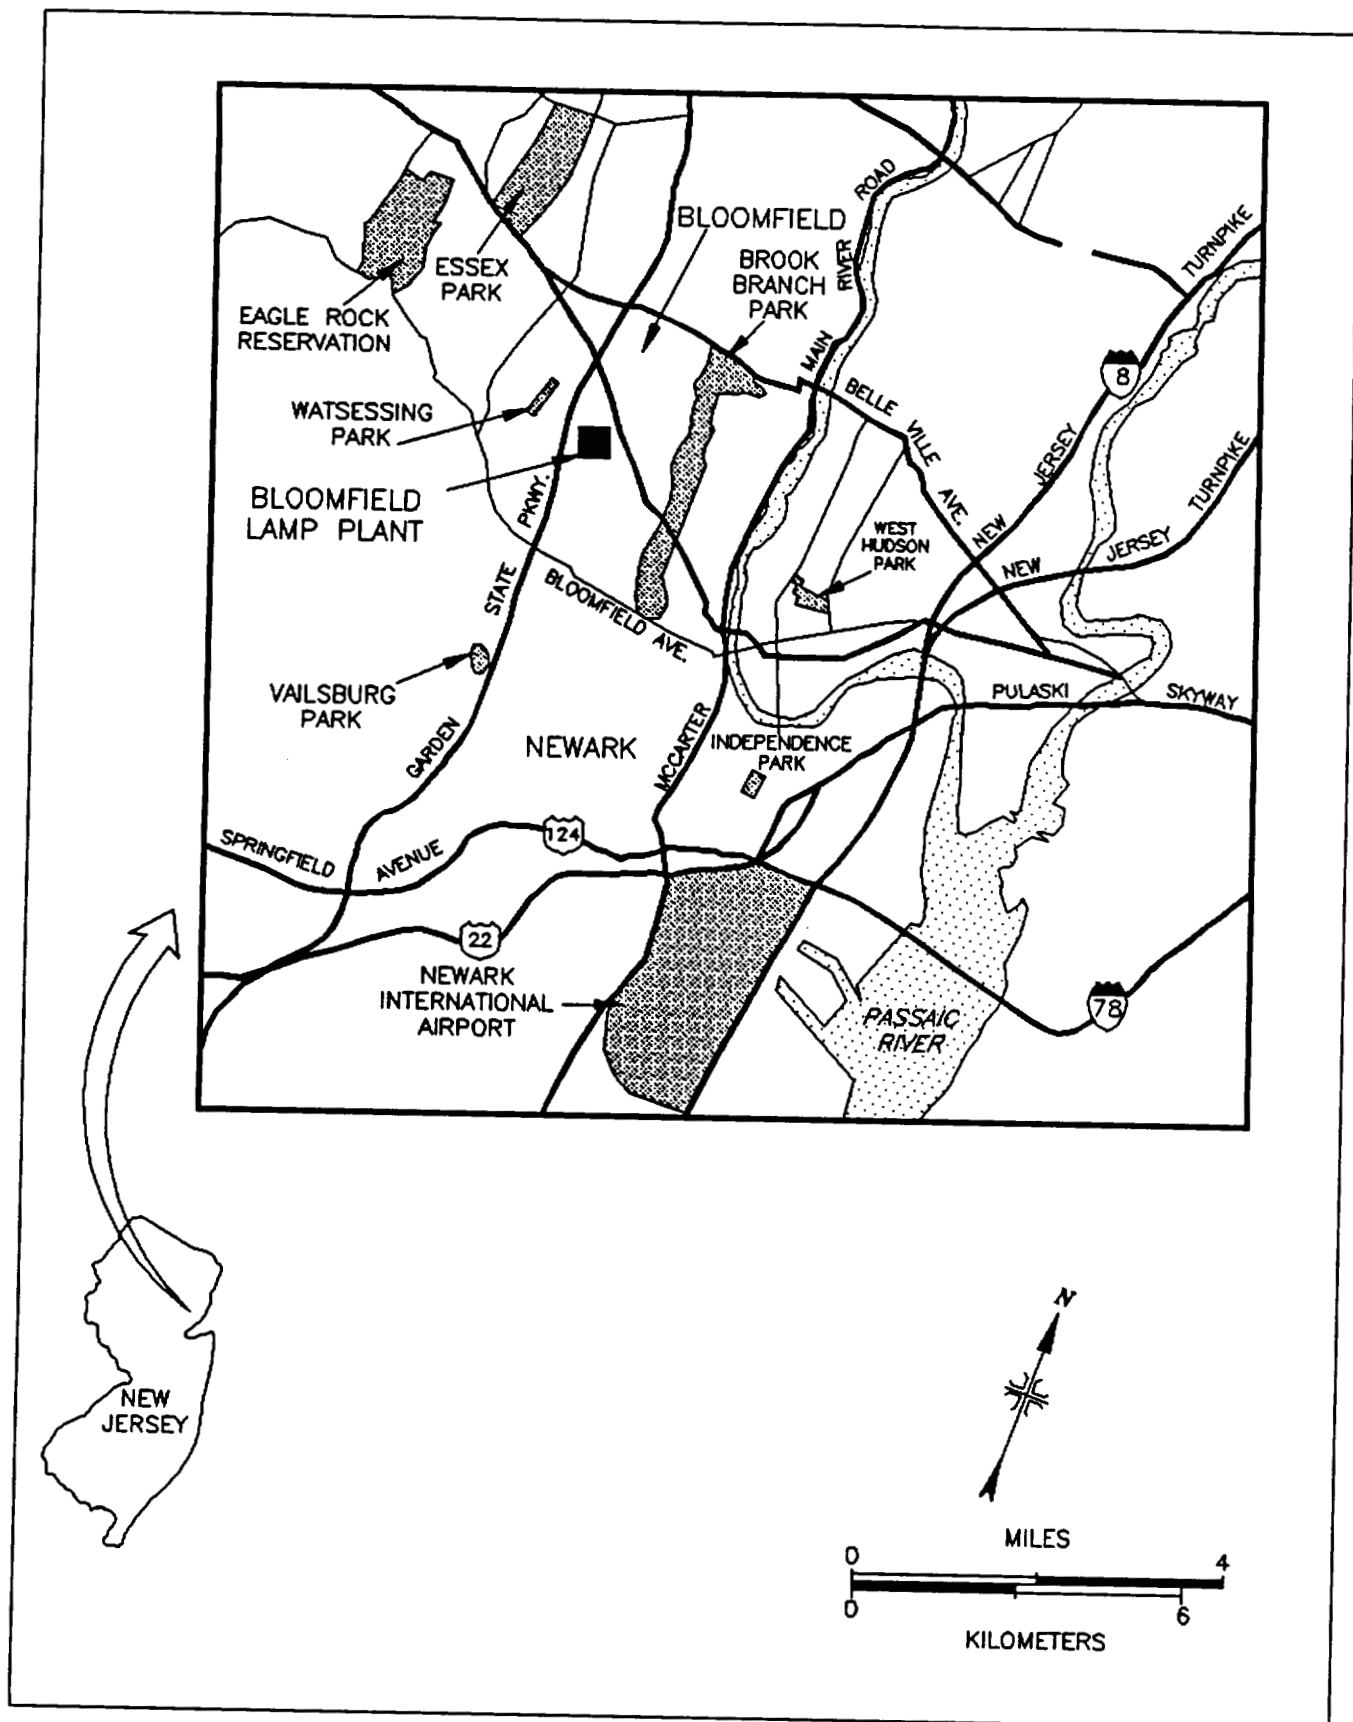 ROAD
BLOOMFIELD
TURNPIKE
RIVER
BROOK
BRANCH
PARK
ESSEX
PARK
EAGLE ROCK
RESERVATION
MAIN
8
BELLE
VILLE
AVE.
WATSESSING
PARK
JERSEY
NEW
TURNPIKE
JERSEY
NEW
BLOOMFIELD
LAMP PLANT
PKWY.
STATE
GARDEN
WEST
HUDSON
PARK
BLOOMFIELD AVE.
VAILSBURG
PARK
PULASKI
SKYWAY
NEWARK
MCCARTER
INDEPENDENCE
PARK
SPRINGFIELD
AVENUE
124
22
NEWARK
INTERNATIONAL
AIRPORT
PASSAIC
RIVER
78
NEW
JERSEY
N
MILES
0
4
0
6
KILOMETERS